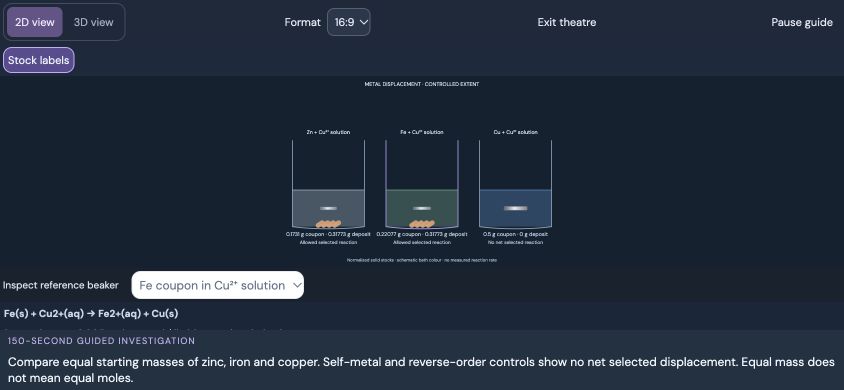 2D view 3D view Format 16:9 Exit theatre Pause guide
Stock labels
METAL DISPLACEMENT · CONTROLLED EXTENT
Zn + Cu²⁺ solution Fe + Cu²⁺ solution Cu + Cu²⁺ solution
0.1731 g coupon · 0.31773 g deposit 0.22077 g coupon · 0.31773 g deposit 0.5 g coupon · 0 g deposit
Allowed selected reaction Allowed selected reaction No net selected reaction
Normalised solid stocks · schematic bath colour · no measured reaction rate
Inspect reference beaker Fe coupon in Cu²⁺ solution
Fe(s) + Cu2+(aq) → Fe2+(aq) + Cu(s)
150-SECOND GUIDED INVESTIGATION
Compare equal starting masses of zinc, iron and copper. Self-metal and reverse-order controls show no net selected displacement. Equal mass does
not mean equal moles.